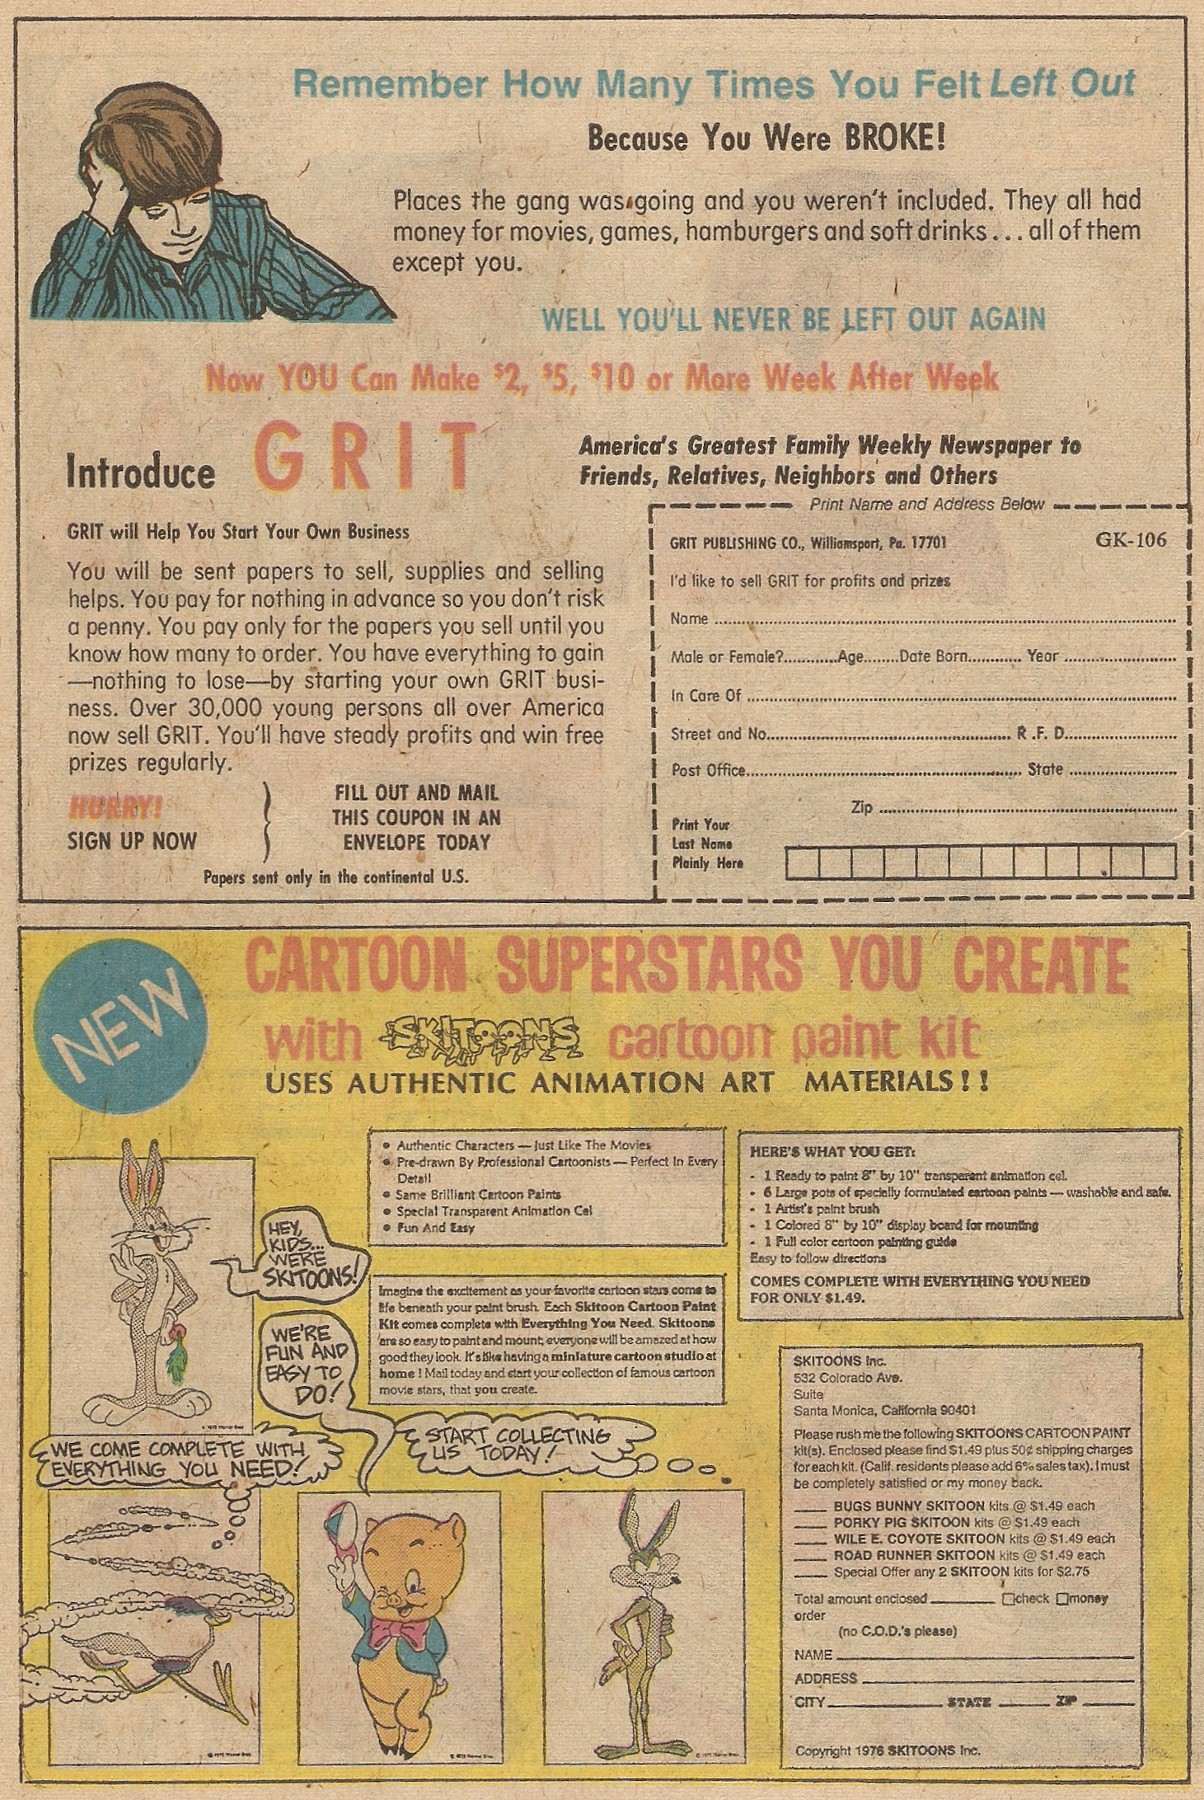 Remember How Many Times You Felt Left Out
Because You Were BROKE!
Places the gang was going and you weren't included. They all had
money for movies, games, hamburgers and soft drinks . . . all of them
except you.
WELL YOU'LL NEVER BE LEFT OUT AGAIN
Now YOU Can Make $2, $5, $10 or More Week After Week
Introduce GRIT
America's Greatest Family Weekly Newspaper to
Friends, Relatives, Neighbors and Others
GRIT will Help You Start Your Own Business
You will be sent papers to sell, supplies and selling
helps. You pay for nothing in advance so you don't risk
a penny. You pay only for the papers you sell until you
know how many to order. You have everything to gain
—nothing to lose—by starting your own GRIT busi-
ness. Over 30,000 young persons all over America
now sell GRIT. You'll have steady profits and win free
prizes regularly.
HURRY!
SIGN UP NOW
FILL OUT AND MAIL
THIS COUPON IN AN
ENVELOPE TODAY
Papers sent only in the continental U.S.
Print Name and Address Below
GRIT PUBLISHING CO., Williamsport, Pa. 17701 GK-106
I'd like to sell GRIT for profits and prizes
Name
Male or Female? Age Date Born Year
In Care Of
Street and No. R.F.D.
Post Office State
Zip
Print Your
Last Name
Plainly Here
NEW
CARTOON SUPERSTARS YOU CREATE
with SKITOONS cartoon paint kit
USES AUTHENTIC ANIMATION ART MATERIALS!!
• Authentic Characters — Just Like The Movies
• Pre-drawn By Professional Cartoonists — Perfect In Every
Detail
• Same Brilliant Cartoon Paints
• Special Transparent Animation Cel
• Fun And Easy
HERE'S WHAT YOU GET:
- 1 Ready to paint 8" by 10" transparent animation cel.
- 6 Large pots of specially formulated cartoon paints — washable and safe.
- 1 Artist's paint brush
- 1 Colored 8" by 10" display board for mounting
- 1 Full color cartoon painting guide
Easy to follow directions
COMES COMPLETE WITH EVERYTHING YOU NEED
FOR ONLY $1.49.
HEY,
KIDS...
WE'RE
SKITOONS!
WE'RE
FUN AND
EASY TO
DO!
Imagine the excitement as your favorite cartoon stars come to
life beneath your paint brush. Each Skitoon Cartoon Paint
Kit comes complete with Everything You Need. Skitoons
are so easy to paint and mount, everyone will be amazed at how
good they look. It's like having a miniature cartoon studio at
home! Mail today and start your collection of famous cartoon
movie stars, that you create.
WE COME COMPLETE WITH
EVERYTHING YOU NEED!
START COLLECTING
US TODAY!
SKITOONS Inc.
532 Colorado Ave.
Suite
Santa Monica, California 90401
Please rush me the following SKITOONS CARTOON PAINT
kit(s). Enclosed please find $1.49 plus 50¢ shipping charges
for each kit. (Calif. residents please add 6% sales tax). I must
be completely satisfied or my money back.
BUGS BUNNY SKITOON kits @ $1.49 each
PORKY PIG SKITOON kits @ $1.49 each
WILE E. COYOTE SKITOON kits @ $1.49 each
ROAD RUNNER SKITOON kits @ $1.49 each
Special Offer any 2 SKITOON kits for $2.75
Total amount enclosed check money
order
(no C.O.D.'s please)
NAME
ADDRESS
CITY STATE ZIP
Copyright 1976 SKITOONS Inc.